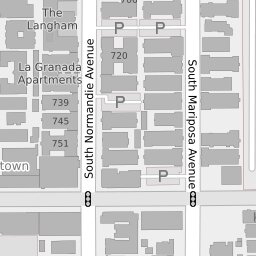 The
Langham
P
P
720
La Granada
Apartments
P
739
P
745
751
town
P
South Normandie Avenue
South Mariposa Avenue